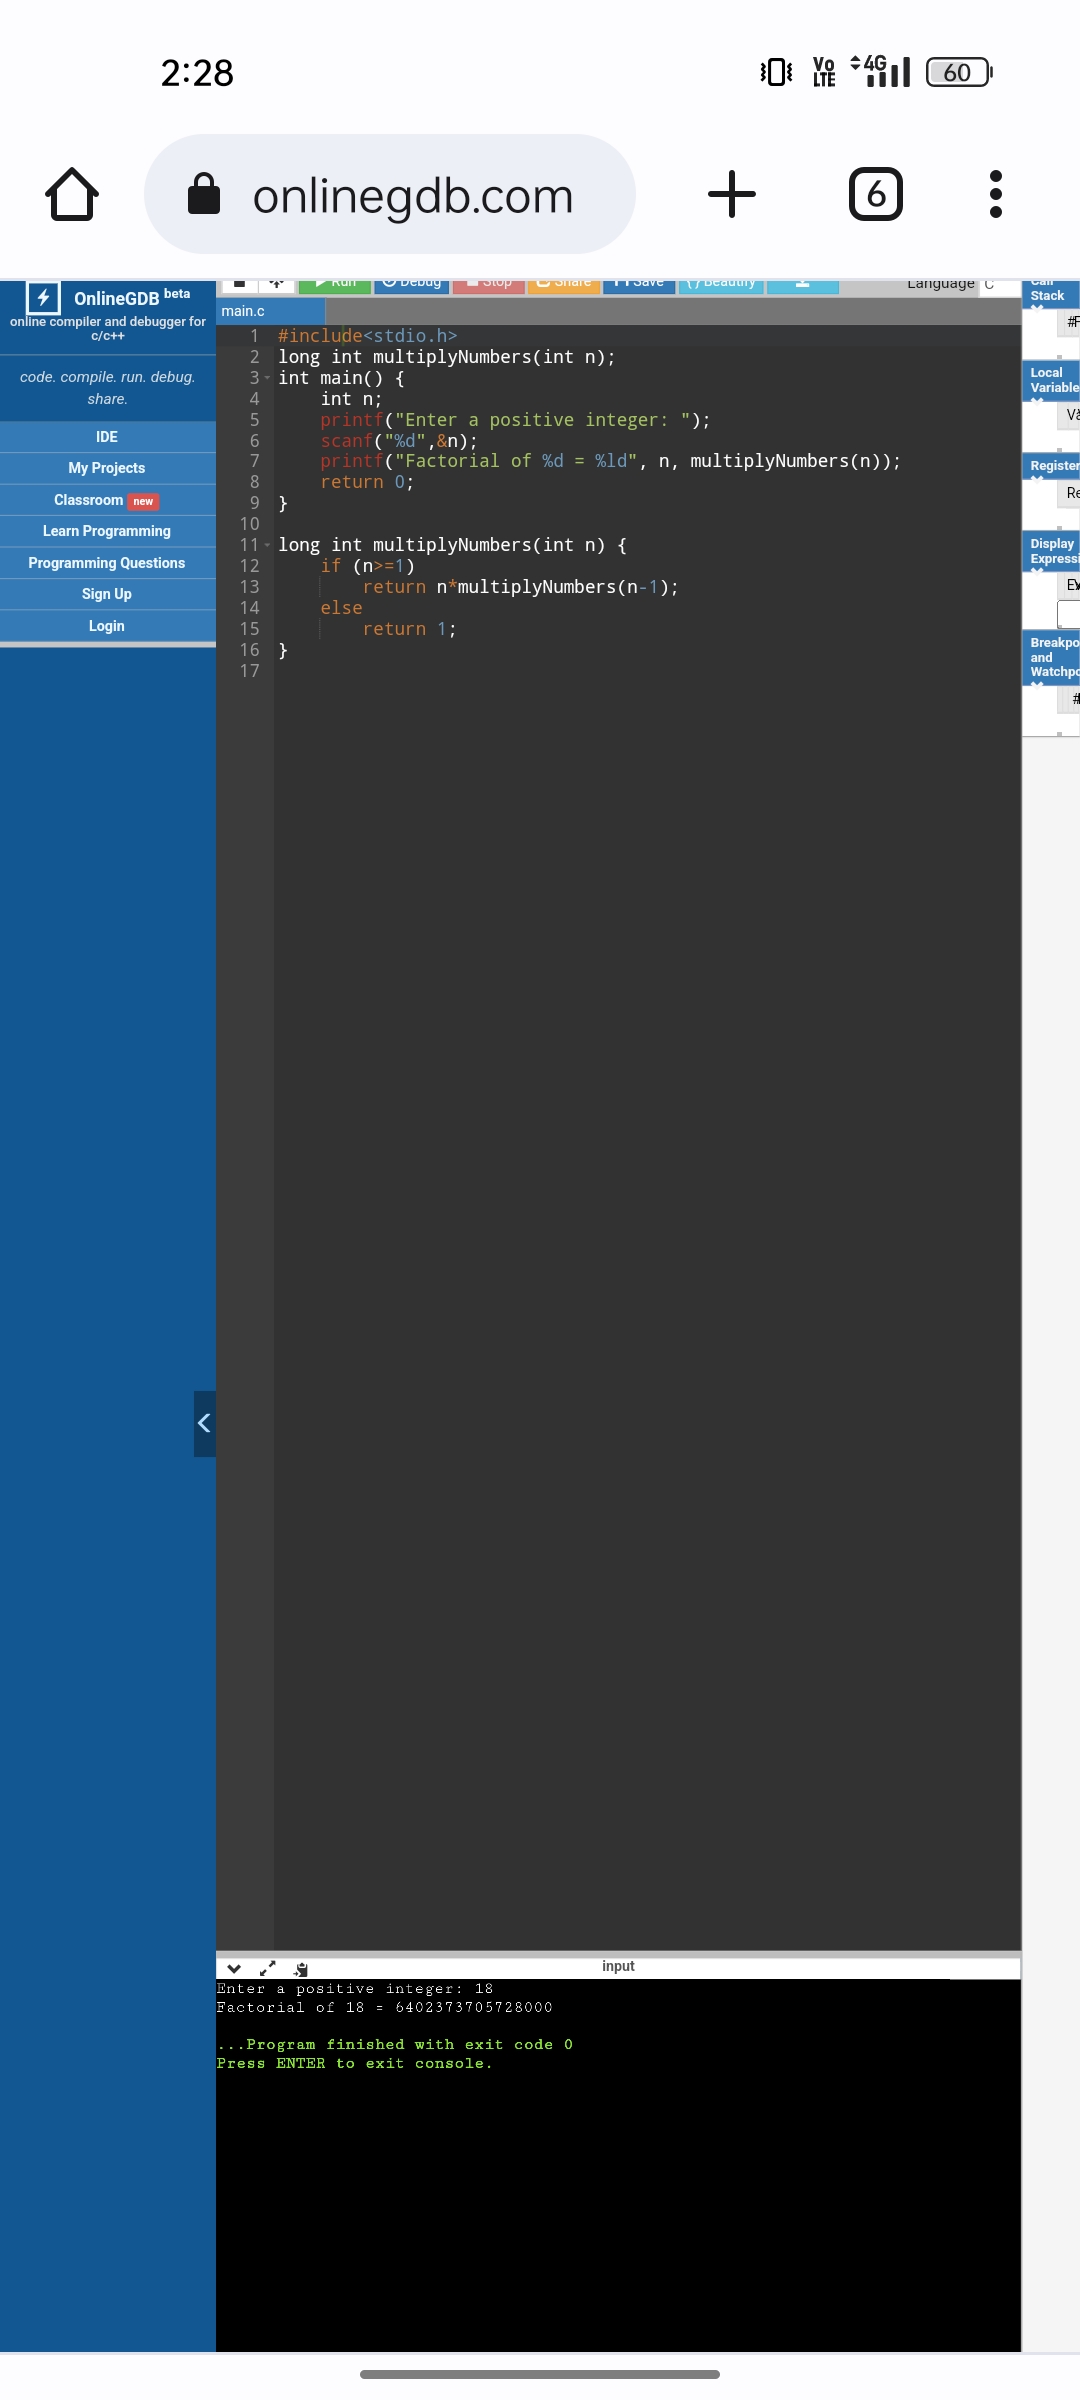 2:28
Vo
LTE
4G
60
onlinegdb.com
6
OnlineGDB beta
online compiler and debugger for
c/c++
code. compile. run. debug.
share.
IDE
My Projects
Classroom new
Learn Programming
Programming Questions
Sign Up
Login
Run Debug Stop Share Save {} Beautify
Language C
main.c
1 #include<stdio.h>
2 long int multiplyNumbers(int n);
3 int main() {
4     int n;
5     printf("Enter a positive integer: ");
6     scanf("%d",&n);
7     printf("Factorial of %d = %ld", n, multiplyNumbers(n));
8     return 0;
9 }
10
11 long int multiplyNumbers(int n) {
12     if (n>=1)
13         return n*multiplyNumbers(n-1);
14     else
15         return 1;
16 }
17
Call
Stack
#
Local
Variable
Register
Re
Display
Expressi
Ex
Breakpo
and
Watchpo
#
input
Enter a positive integer: 18
Factorial of 18 = 6402373705728000
...Program finished with exit code 0
Press ENTER to exit console.